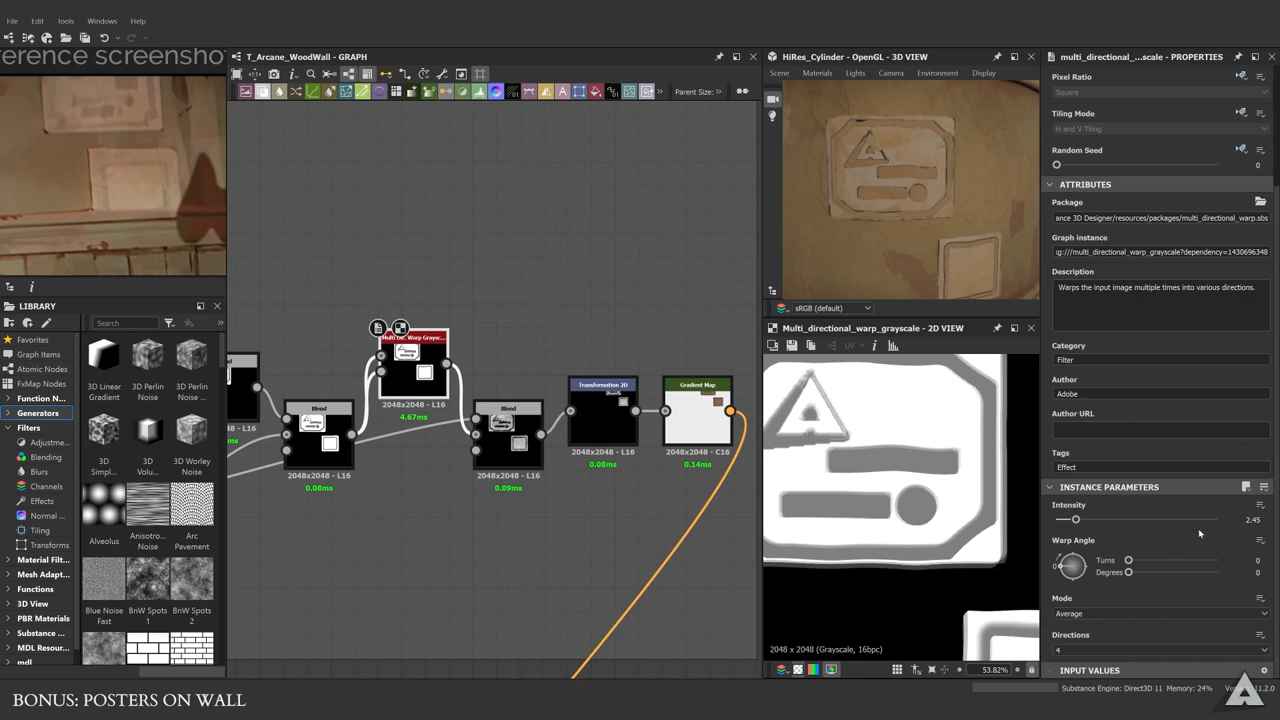 File Edit Tools Windows Help
erence screensho
T_Arcane_WoodWall - GRAPH
Parent Size:
HiRes_Cylinder - OpenGL - 3D VIEW
Scene Materials Lights Camera Environment Display
sRGB (default)
Multi_directional_warp_grayscale - 2D VIEW
UV
2048 x 2048 (Grayscale, 16bpc)
53.82%
LIBRARY
Search
Favorites
Graph Items
Atomic Nodes
FxMap Nodes
Function N...
Generators
Filters
Adjustme...
Blending
Blurs
Channels
Effects
Normal ...
Tiling
Transforms
Material Filt...
Mesh Adapt...
Functions
3D View
PBR Materials
Substance ...
MDL Resour...
mdl
3D Linear Gradient
3D Perlin Noise
3D Perlin Noise
3D Simpl...
3D Volu...
3D Worley Noise
Alveolus
Anisotro... Noise
Arc Pavement
Blue Noise Fast
BnW Spots 1
BnW Spots 2
Blend
2048x2048 - L16
0.08ms
2048x2048 - L16
4.67ms
Blend
2048x2048 - L16
0.09ms
Transformation 2D
2048x2048 - L16
0.08ms
Gradient Map
2048x2048 - C16
0.14ms
multi_directional_...scale - PROPERTIES
Pixel Ratio
Square
Tiling Mode
H and V Tiling
Random Seed
0
ATTRIBUTES
Package
ance 3D Designer/resources/packages/multi_directional_warp.sbs
Graph instance
ɩg:///multi_directional_warp_grayscale?dependency=1430696348
Description
Warps the input image multiple times into various directions.
Category
Filter
Author
Adobe
Author URL
Tags
Effect
INSTANCE PARAMETERS
Intensity
2.45
Warp Angle
0
Turns 0
Degrees 0
Mode
Average
Directions
4
INPUT VALUES
Substance Engine: Direct3D 11 Memory: 24%
11.2.0
BONUS: POSTERS ON WALL